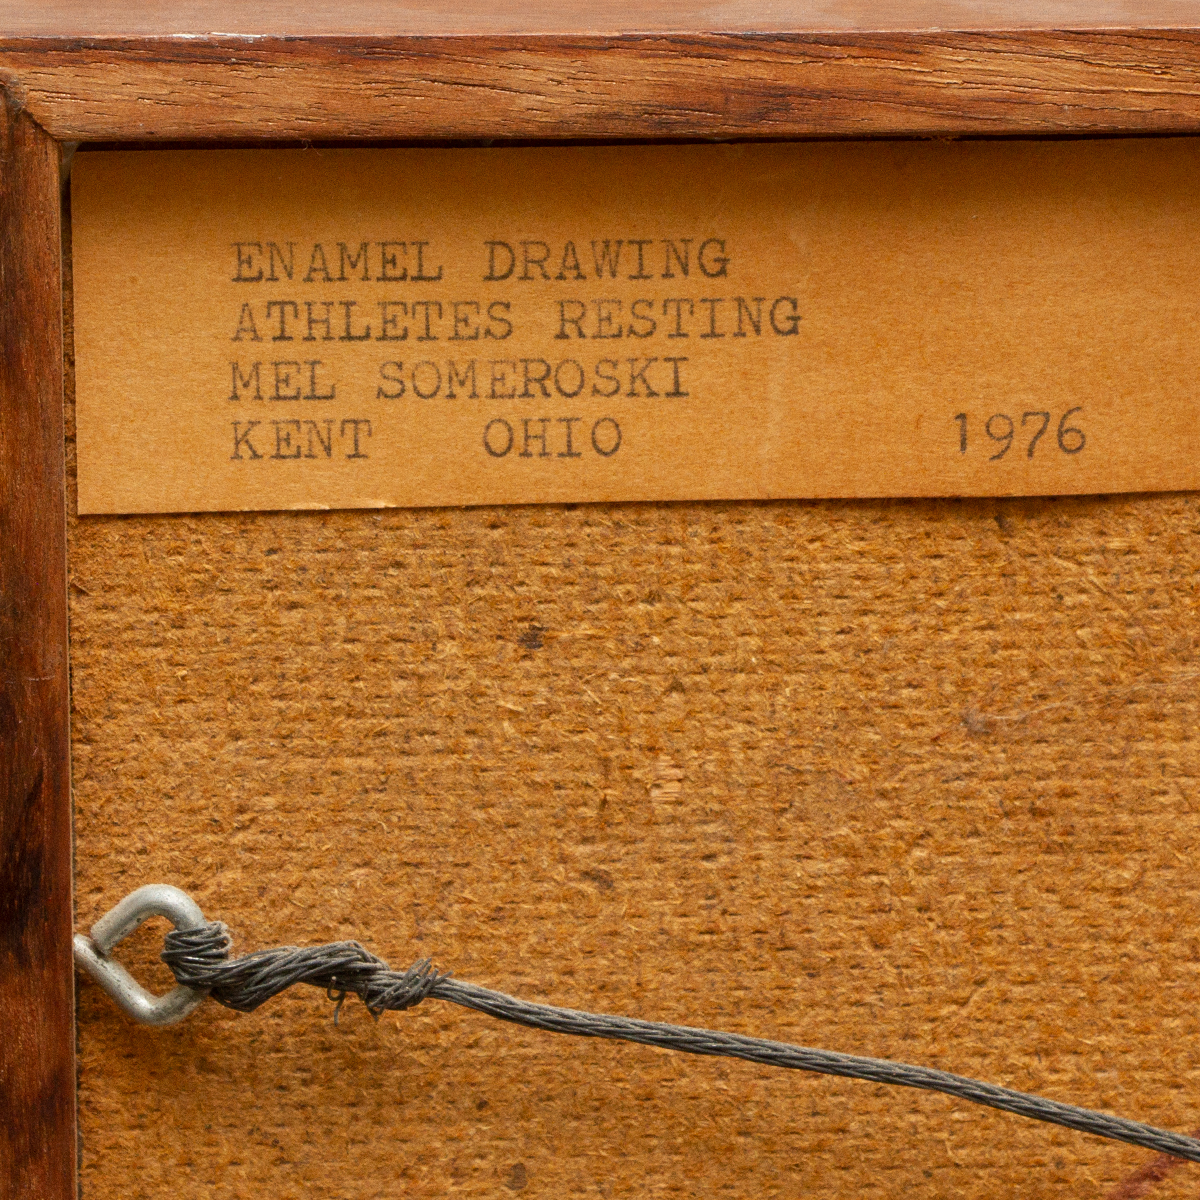 ENAMEL DRAWING
ATHLETES RESTING
MEL SOMEROSKI
KENT OHIO 1976